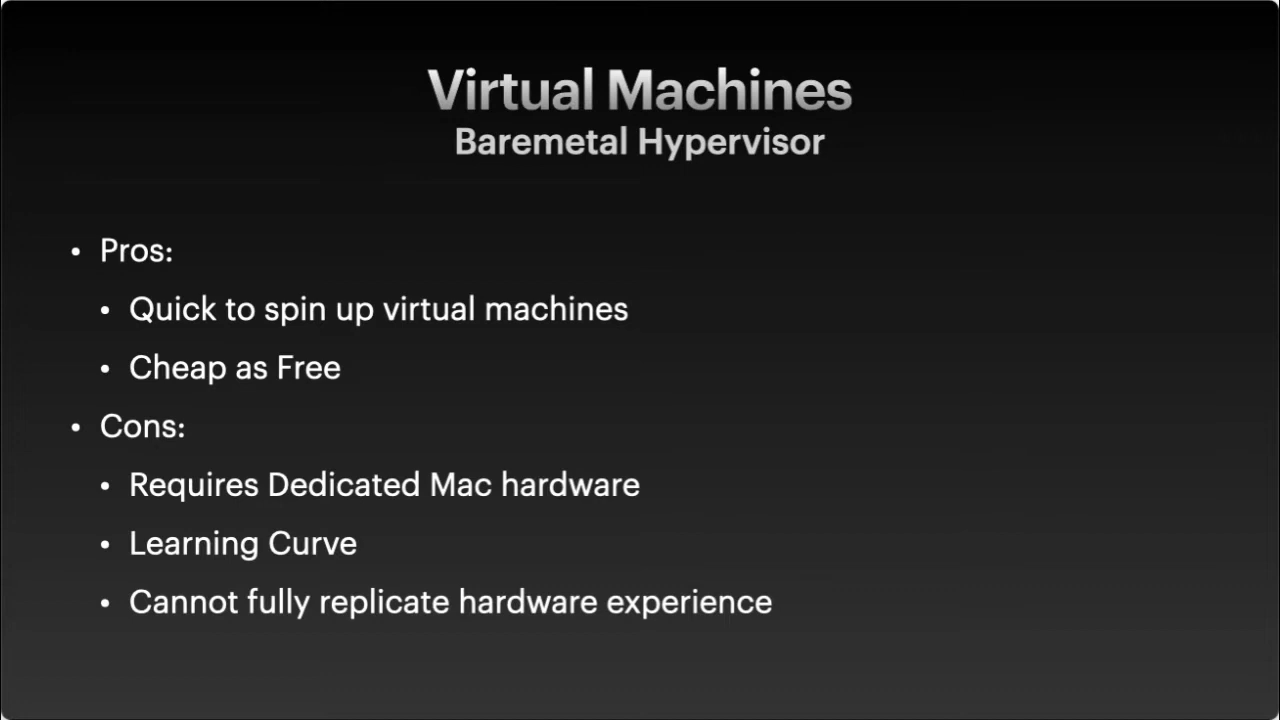 Virtual Machines
Baremetal Hypervisor
• Pros:
• Quick to spin up virtual machines
• Cheap as Free
• Cons:
• Requires Dedicated Mac hardware
• Learning Curve
• Cannot fully replicate hardware experience